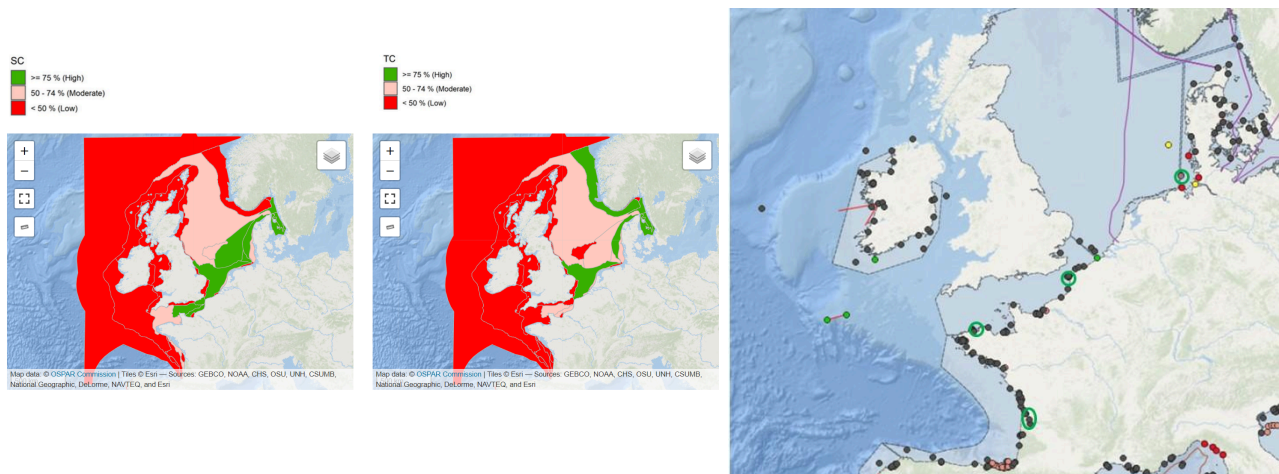 SC
>= 75 % (High)
50 - 74 % (Moderate)
< 50 % (Low)
+
−
Map data: © OSPAR Commission | Tiles © Esri — Sources: GEBCO, NOAA, CHS, OSU, UNH, CSUMB,
National Geographic, DeLorme, NAVTEQ, and Esri
TC
>= 75 % (High)
50 - 74 % (Moderate)
< 50 % (Low)
+
−
Map data: © OSPAR Commission | Tiles © Esri — Sources: GEBCO, NOAA, CHS, OSU, UNH, CSUMB,
National Geographic, DeLorme, NAVTEQ, and Esri